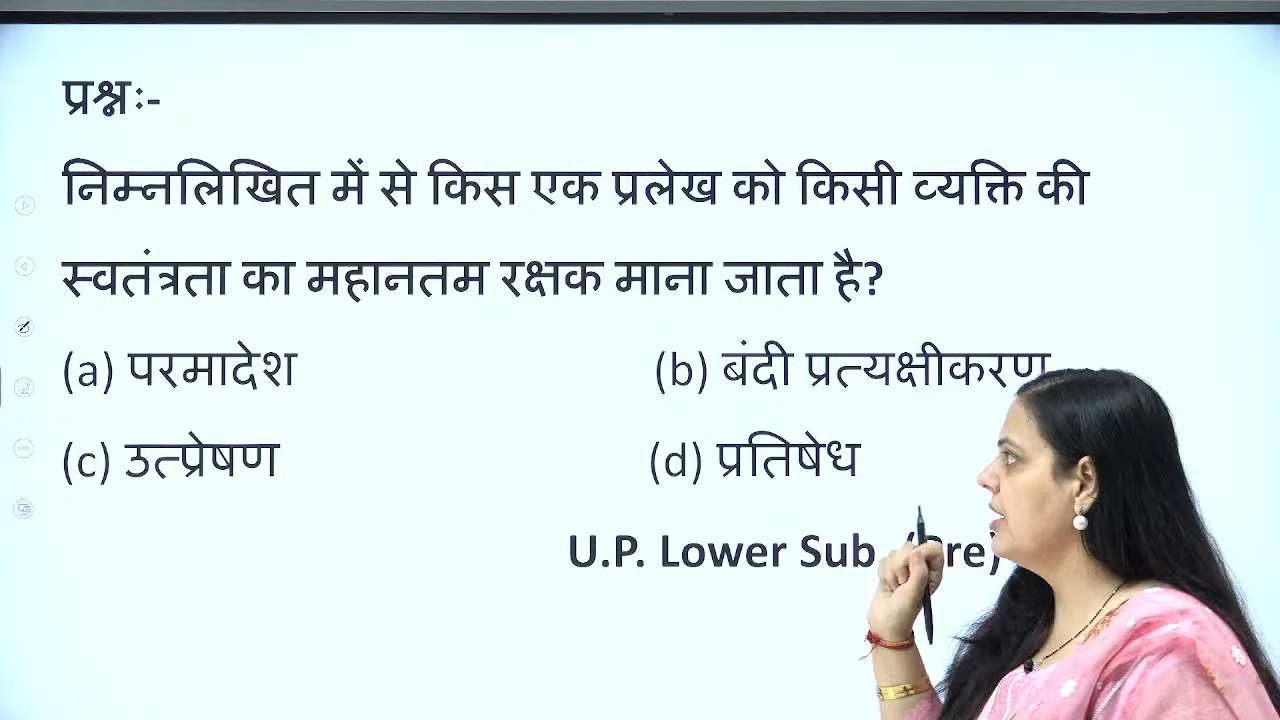 प्रश्नः-
निम्नलिखित में से किस एक प्रलेख को किसी व्यक्ति की
स्वतंत्रता का महानतम रक्षक माना जाता है?
(a) परमादेश (b) बंदी प्रत्यक्षीकरण
(c) उत्प्रेषण (d) प्रतिषेध
U.P. Lower Sub. (Pre)